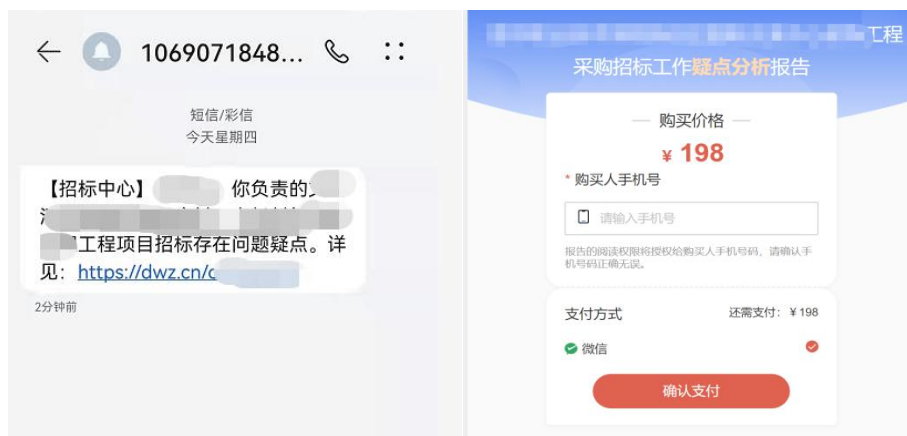 1069071848...
短信/彩信
今天星期四
【招标中心】 你负责的
工程项目招标存在问题疑点。详
见：https://dwz.cn/
2分钟前
工程
采购招标工作疑点分析报告
购买价格
¥ 198
* 购买人手机号
请输入手机号
报告的阅读权限将授权给购买人手机号码，请确认手
机号码正确无误。
支付方式 还需支付：¥ 198
微信
确认支付